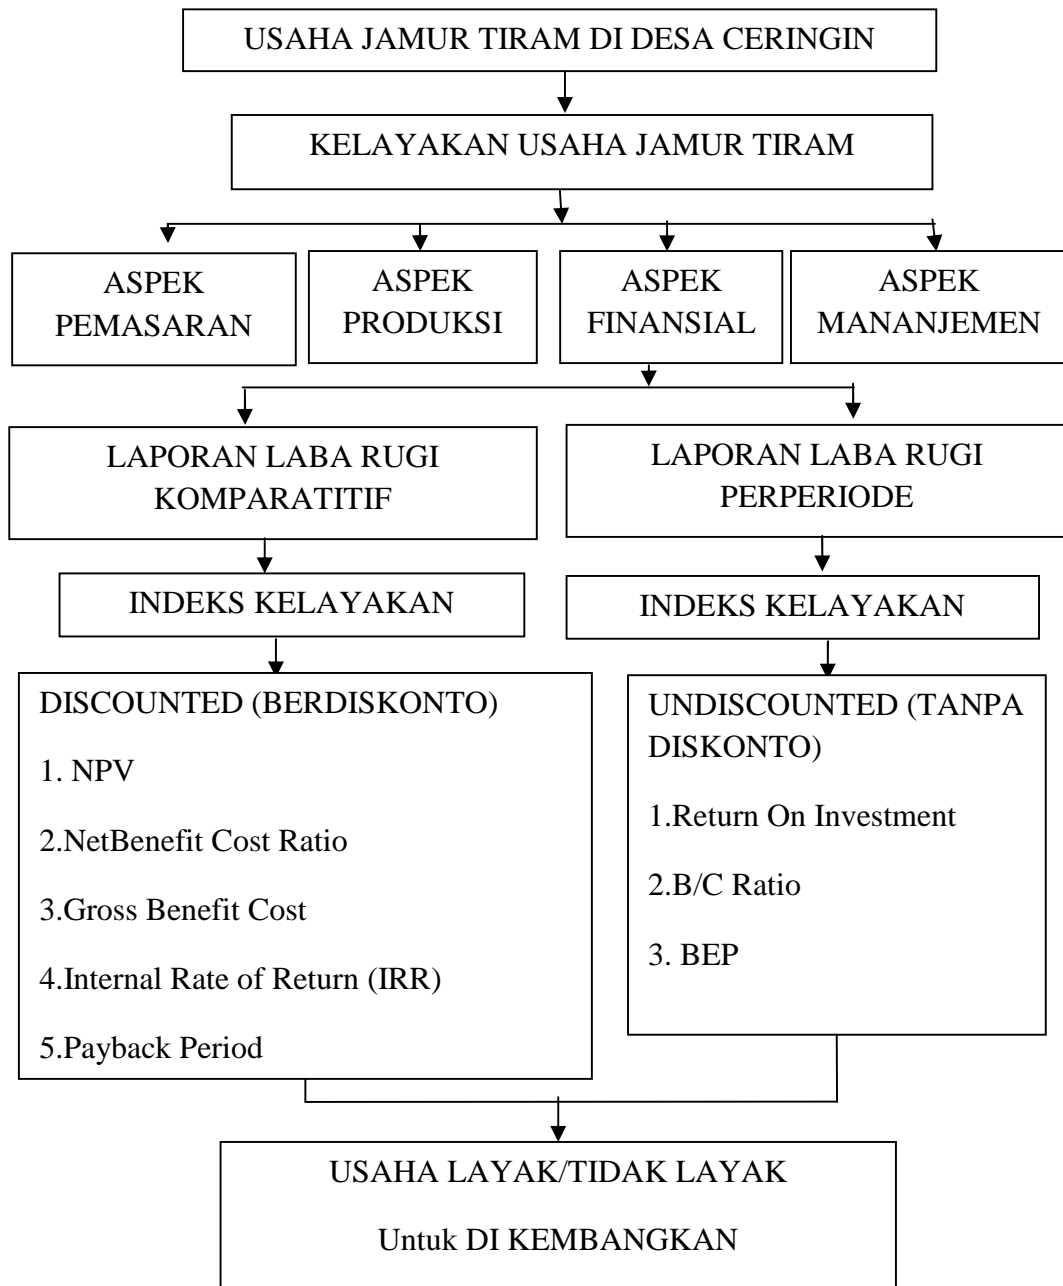 USAHA JAMUR TIRAM DI DESA CERINGIN
KELAYAKAN USAHA JAMUR TIRAM
ASPEK
PEMASARAN
ASPEK
PRODUKSI
ASPEK
FINANSIAL
ASPEK
MANANJEMEN
LAPORAN LABA RUGI
KOMPARATITIF
LAPORAN LABA RUGI
PERPERIODE
INDEKS KELAYAKAN
INDEKS KELAYAKAN
DISCOUNTED (BERDISKONTO)
1. NPV
2.NetBenefit Cost Ratio
3.Gross Benefit Cost
4.Internal Rate of Return (IRR)
5.Payback Period
UNDISCOUNTED (TANPA
DISKONTO)
1.Return On Investment
2.B/C Ratio
3. BEP
USAHA LAYAK/TIDAK LAYAK
Untuk DI KEMBANGKAN